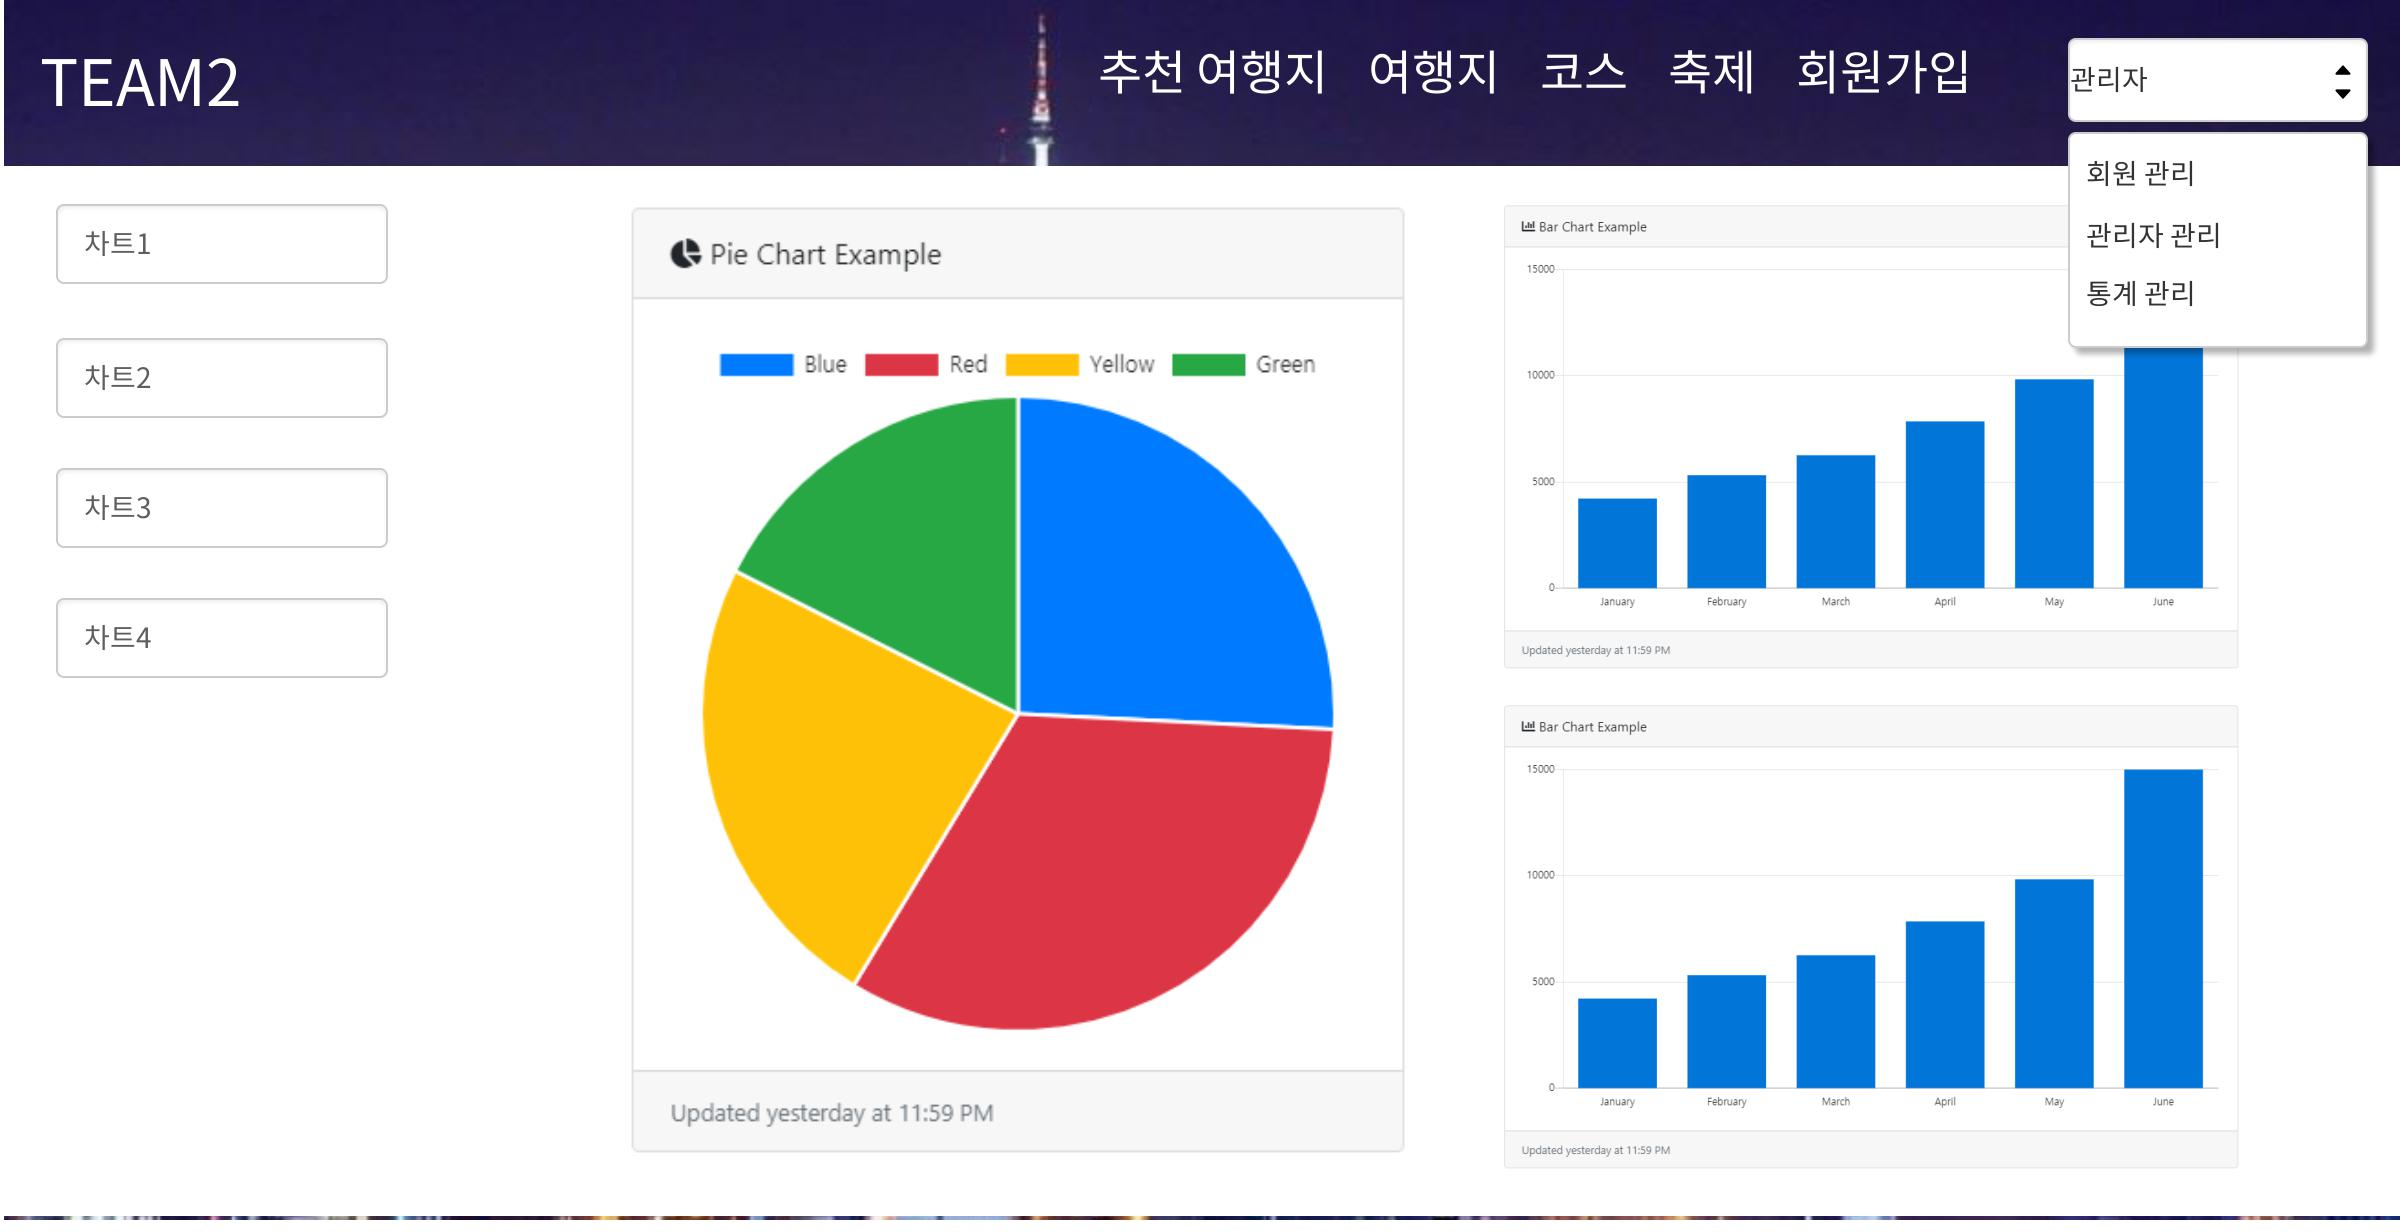 TEAM2
추천 여행지 여행지 코스 축제 회원가입
관리자
회원 관리
관리자 관리
통계 관리
차트1
차트2
차트3
차트4
Pie Chart Example
Blue Red Yellow Green
Updated yesterday at 11:59 PM
Bar Chart Example
15000
10000
5000
0
January February March April May June
Updated yesterday at 11:59 PM
Bar Chart Example
15000
10000
5000
0
January February March April May June
Updated yesterday at 11:59 PM